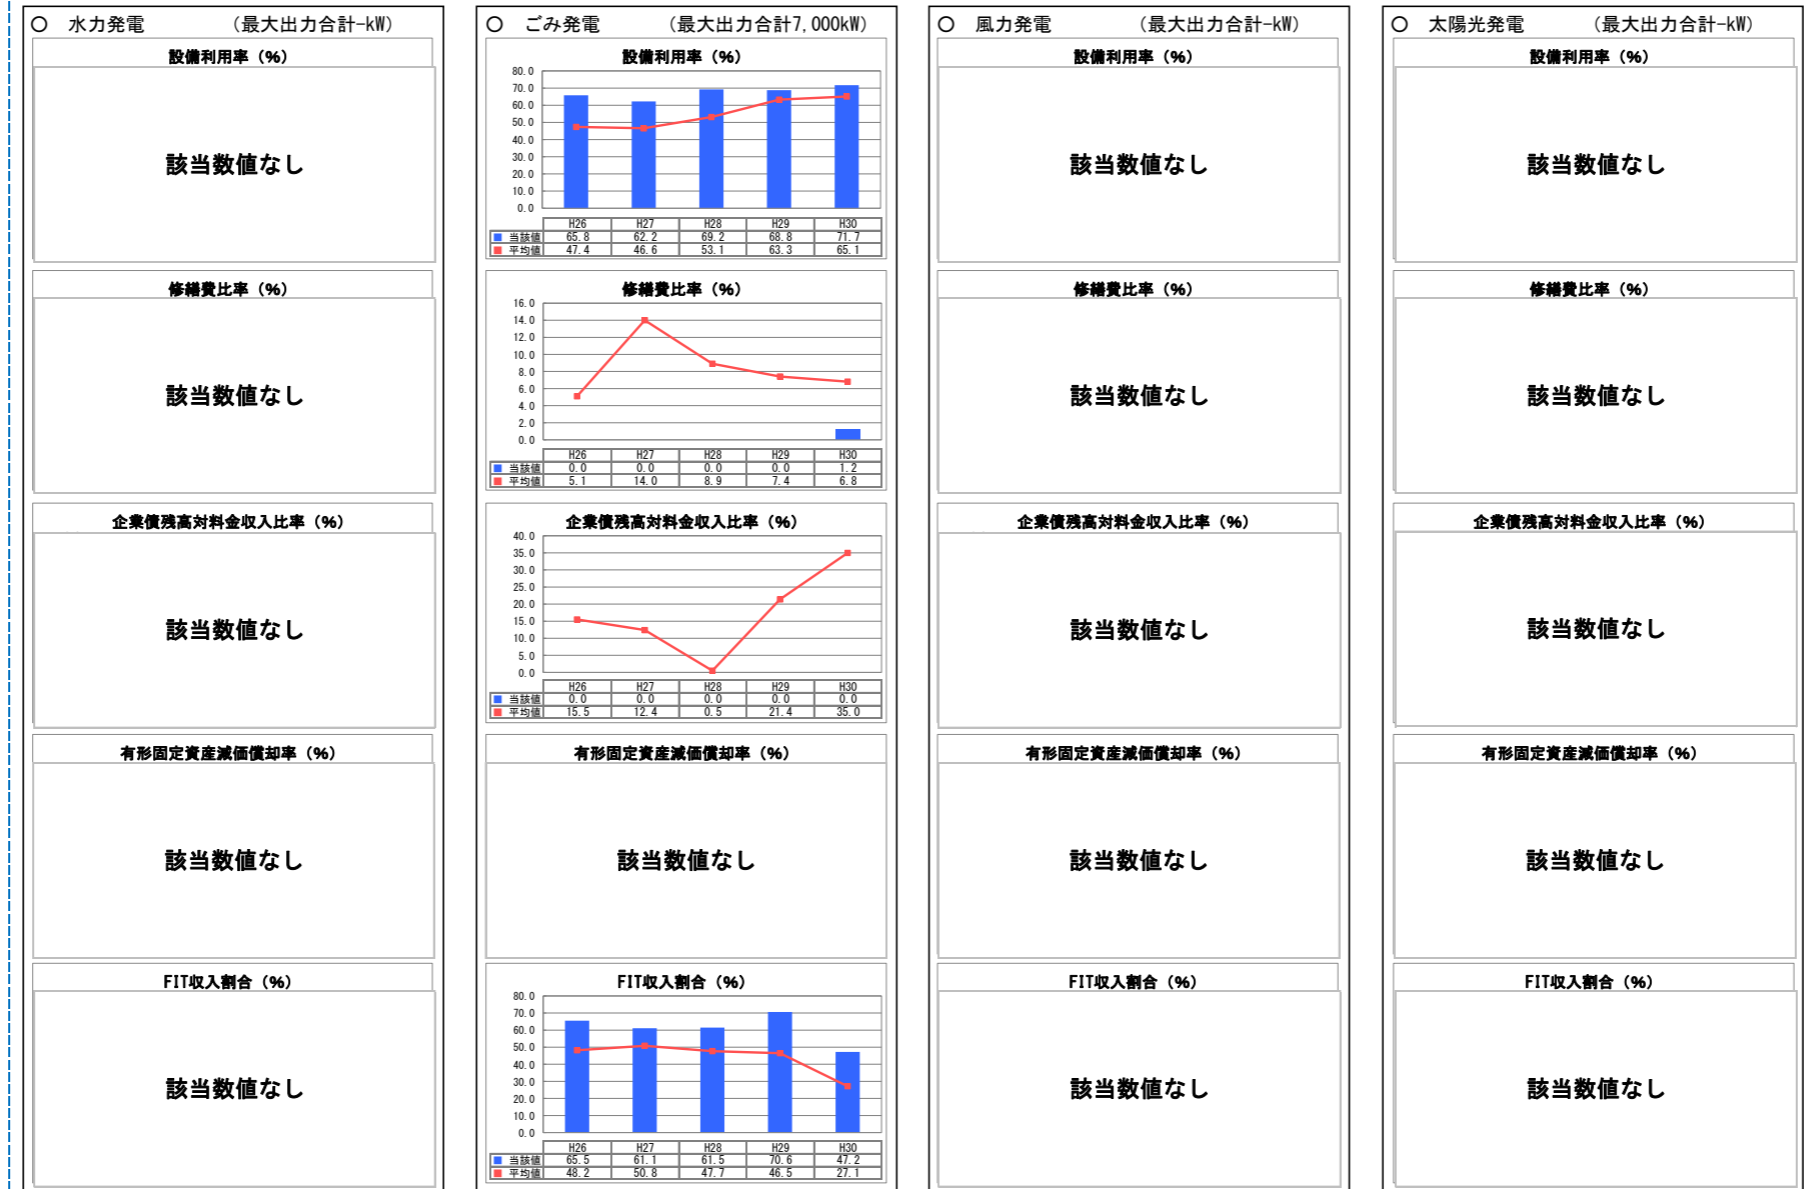 ○ 水力発電 （最大出力合計-kW）
設備利用率（%）
該当数値なし
修繕費比率（%）
該当数値なし
企業債残高対料金収入比率（%）
該当数値なし
有形固定資産減価償却率（%）
該当数値なし
FIT収入割合（%）
該当数値なし
○ ごみ発電 （最大出力合計7,000kW）
設備利用率（%）
80.0
70.0
60.0
50.0
40.0
30.0
20.0
10.0
0.0
H26 H27 H28 H29 H30
当該値 65.8 62.2 69.2 68.8 71.7
平均値 47.4 46.6 53.1 63.3 65.1
修繕費比率（%）
16.0
14.0
12.0
10.0
8.0
6.0
4.0
2.0
0.0
H26 H27 H28 H29 H30
当該値 0.0 0.0 0.0 0.0 1.2
平均値 5.1 14.0 8.9 7.4 6.8
企業債残高対料金収入比率（%）
40.0
35.0
30.0
25.0
20.0
15.0
10.0
5.0
0.0
H26 H27 H28 H29 H30
当該値 0.0 0.0 0.0 0.0 0.0
平均値 15.5 12.4 0.5 21.4 35.0
有形固定資産減価償却率（%）
該当数値なし
FIT収入割合（%）
80.0
70.0
60.0
50.0
40.0
30.0
20.0
10.0
0.0
H26 H27 H28 H29 H30
当該値 65.5 61.1 61.5 70.6 47.2
平均値 48.2 50.8 47.7 46.5 27.1
○ 風力発電 （最大出力合計-kW）
設備利用率（%）
該当数値なし
修繕費比率（%）
該当数値なし
企業債残高対料金収入比率（%）
該当数値なし
有形固定資産減価償却率（%）
該当数値なし
FIT収入割合（%）
該当数値なし
○ 太陽光発電 （最大出力合計-kW）
設備利用率（%）
該当数値なし
修繕費比率（%）
該当数値なし
企業債残高対料金収入比率（%）
該当数値なし
有形固定資産減価償却率（%）
該当数値なし
FIT収入割合（%）
該当数値なし